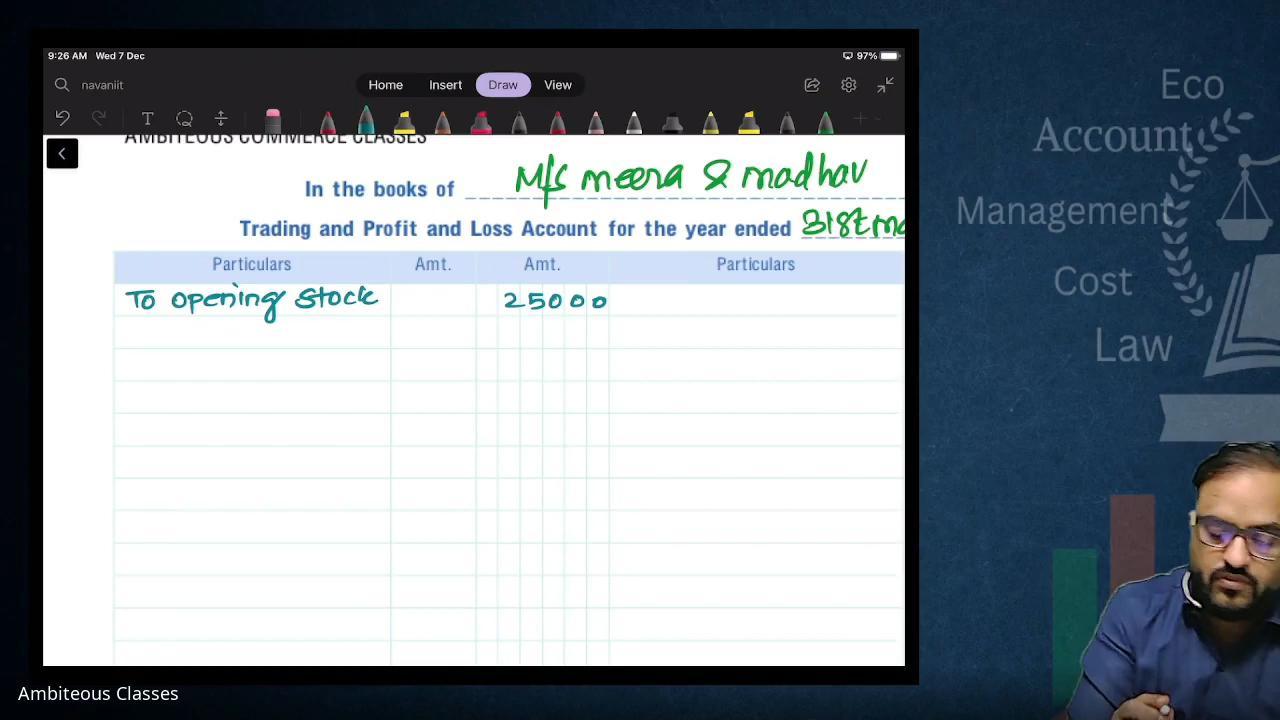 9:26 AM Wed 7 Dec
97%
navaniit
Home Insert Draw View
AMBITEOUS COMMERCE CLASSES
In the books of M/s meera & madhav
Trading and Profit and Loss Account for the year ended 31st ma
Particulars Amt. Amt. Particulars
To opening stock 25000
Eco
Account
Management
Cost
Law
Ambiteous Classes